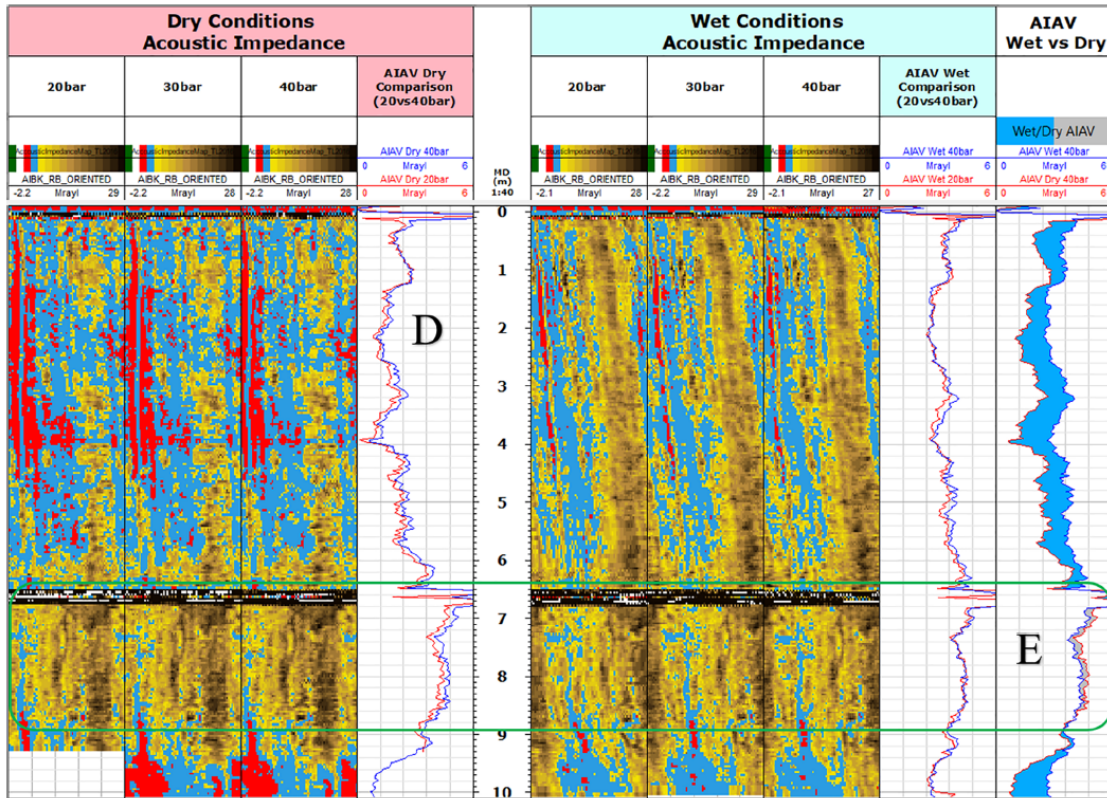 Dry Conditions
Acoustic Impedance
Wet Conditions
Acoustic Impedance
AIAV
Wet vs Dry
20bar
30bar
40bar
AIAV Dry
Comparison
(20vs40bar)
20bar
30bar
40bar
AIAV Wet
Comparison
(20vs40bar)
Wet/Dry AIAV
AIBK_RB_ORIENTED
-2.2 Mrayl 29
AIBK_RB_ORIENTED
-2.2 Mrayl 28
AIBK_RB_ORIENTED
-2.2 Mrayl 28
AIAV Dry 40bar
0 Mrayl 6
AIAV Dry 20bar
0 Mrayl 6
MD
(m)
1:40
AIBK_RB_ORIENTED
-2.1 Mrayl 28
AIBK_RB_ORIENTED
-2.1 Mrayl 28
AIBK_RB_ORIENTED
-2.1 Mrayl 27
AIAV Wet 40bar
0 Mrayl 6
AIAV Wet 20bar
0 Mrayl 6
AIAV Wet 40bar
0 Mrayl 6
AIAV Dry 40bar
0 Mrayl 6
0
1
2
3
4
5
6
7
8
9
10
D
E